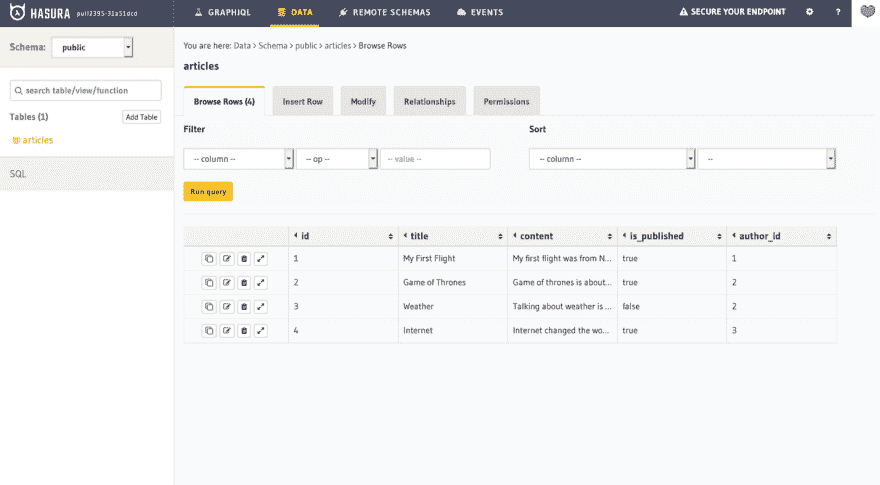 HASURA pull2395-31a51dcd
GRAPHIQL DATA REMOTE SCHEMAS EVENTS SECURE YOUR ENDPOINT ?
Schema: public
You are here: Data > Schema > public > articles > Browse Rows
articles
search table/view/function
Tables (1) Add Table
articles
SQL
Browse Rows (4) Insert Row Modify Relationships Permissions
Filter Sort
-- column -- -- op -- -- value -- -- column -- --
Run query
id title content is_published author_id
1 My First Flight My first flight was from N... true 1
2 Game of Thrones Game of thrones is about... true 2
3 Weather Talking about weather is ... false 2
4 Internet Internet changed the wo... true 3